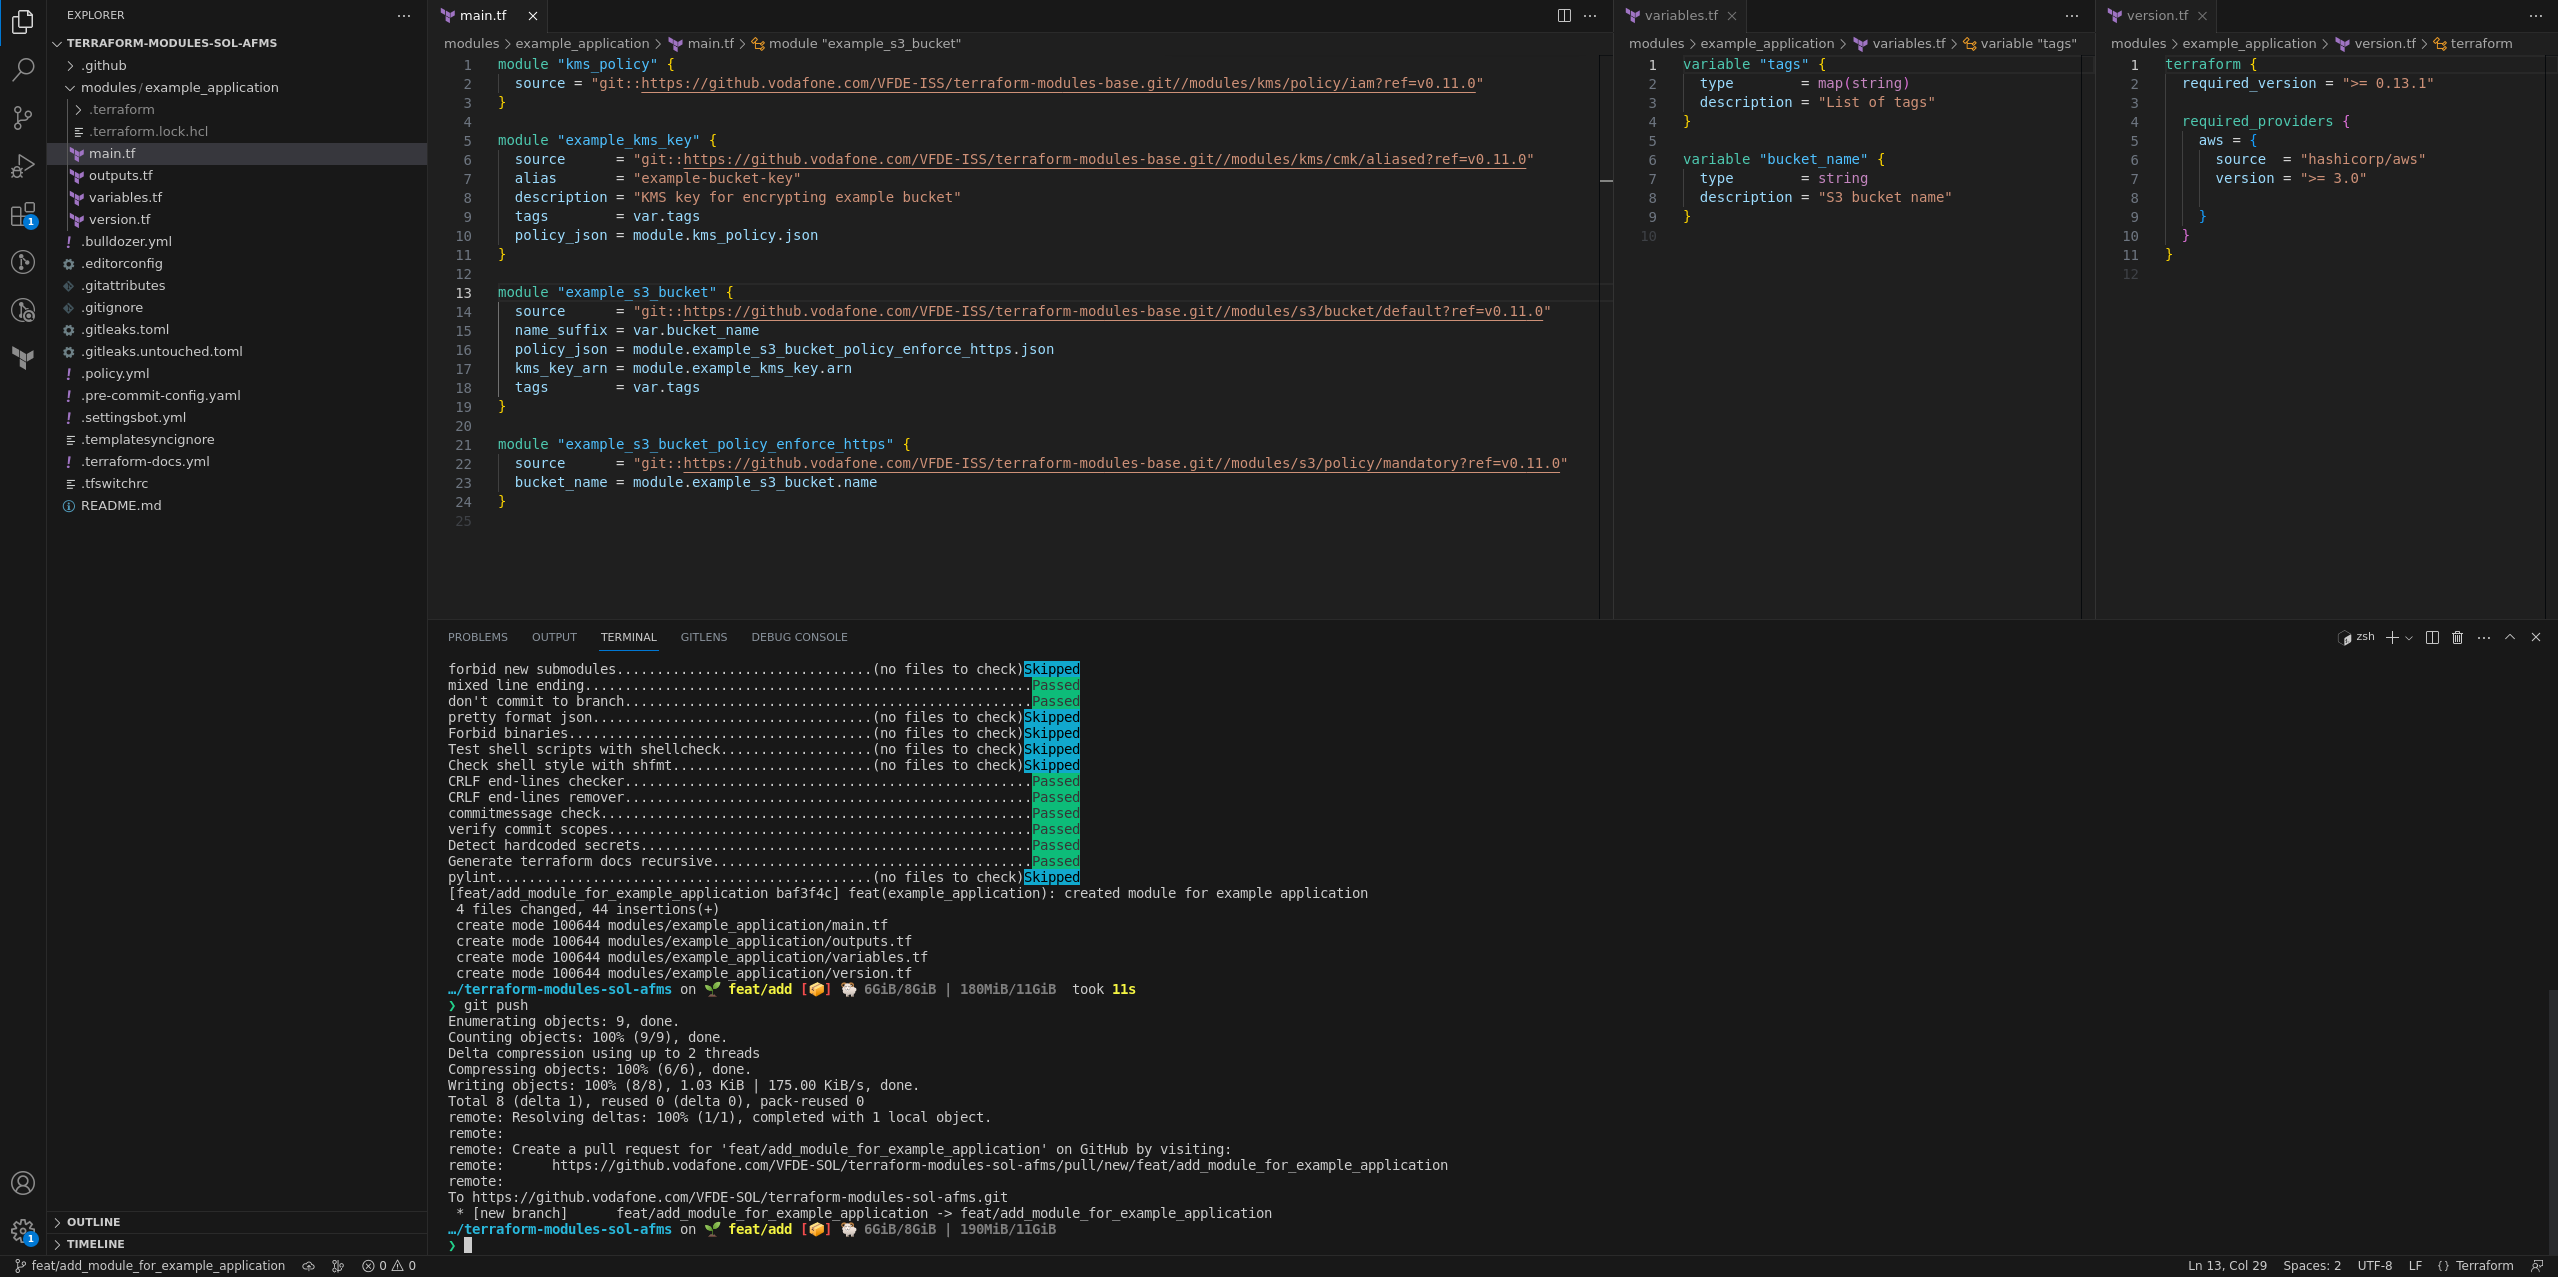 EXPLORER
TERRAFORM-MODULES-SOL-AFMS
.github
modules / example_application
.terraform
.terraform.lock.hcl
main.tf
outputs.tf
variables.tf
version.tf
.bulldozer.yml
.editorconfig
.gitattributes
.gitignore
.gitleaks.toml
.gitleaks.untouched.toml
.policy.yml
.pre-commit-config.yaml
.settingsbot.yml
.templatesyncignore
.terraform-docs.yml
.tfswitchrc
README.md
OUTLINE
TIMELINE
1
1
main.tf
modules > example_application > main.tf > module "example_s3_bucket"
1 module "kms_policy" {
2 source = "git::https://github.vodafone.com/VFDE-ISS/terraform-modules-base.git//modules/kms/policy/iam?ref=v0.11.0"
3 }
4
5 module "example_kms_key" {
6 source      = "git::https://github.vodafone.com/VFDE-ISS/terraform-modules-base.git//modules/kms/cmk/aliased?ref=v0.11.0"
7 alias       = "example-bucket-key"
8 description = "KMS key for encrypting example bucket"
9 tags        = var.tags
10 policy_json = module.kms_policy.json
11 }
12
13 module "example_s3_bucket" {
14 source      = "git::https://github.vodafone.com/VFDE-ISS/terraform-modules-base.git//modules/s3/bucket/default?ref=v0.11.0"
15 name_suffix = var.bucket_name
16 policy_json = module.example_s3_bucket_policy_enforce_https.json
17 kms_key_arn = module.example_kms_key.arn
18 tags        = var.tags
19 }
20
21 module "example_s3_bucket_policy_enforce_https" {
22 source      = "git::https://github.vodafone.com/VFDE-ISS/terraform-modules-base.git//modules/s3/policy/mandatory?ref=v0.11.0"
23 bucket_name = module.example_s3_bucket.name
24 }
25
variables.tf
modules > example_application > variables.tf > variable "tags"
1 variable "tags" {
2 type        = map(string)
3 description = "List of tags"
4 }
5
6 variable "bucket_name" {
7 type        = string
8 description = "S3 bucket name"
9 }
10
version.tf
modules > example_application > version.tf > terraform
1 terraform {
2 required_version = ">= 0.13.1"
3
4 required_providers {
5 aws = {
6 source  = "hashicorp/aws"
7 version = ">= 3.0"
8
9 }
10 }
11 }
12
PROBLEMS OUTPUT TERMINAL GITLENS DEBUG CONSOLE
zsh
forbid new submodules................................(no files to check)Skipped
mixed line ending........................................................Passed
don't commit to branch...................................................Passed
pretty format json...................................(no files to check)Skipped
Forbid binaries......................................(no files to check)Skipped
Test shell scripts with shellcheck...................(no files to check)Skipped
Check shell style with shfmt.........................(no files to check)Skipped
CRLF end-lines checker...................................................Passed
CRLF end-lines remover...................................................Passed
commitmessage check......................................................Passed
verify commit scopes.....................................................Passed
Detect hardcoded secrets.................................................Passed
Generate terraform docs recursive........................................Passed
pylint...............................................(no files to check)Skipped
[feat/add_module_for_example_application baf3f4c] feat(example_application): created module for example application
4 files changed, 44 insertions(+)
create mode 100644 modules/example_application/main.tf
create mode 100644 modules/example_application/outputs.tf
create mode 100644 modules/example_application/variables.tf
create mode 100644 modules/example_application/version.tf
…/terraform-modules-sol-afms on 🌱 feat/add [📦] 🐏 6GiB/8GiB | 180MiB/11GiB took 11s
❯ git push
Enumerating objects: 9, done.
Counting objects: 100% (9/9), done.
Delta compression using up to 2 threads
Compressing objects: 100% (6/6), done.
Writing objects: 100% (8/8), 1.03 KiB | 175.00 KiB/s, done.
Total 8 (delta 1), reused 0 (delta 0), pack-reused 0
remote: Resolving deltas: 100% (1/1), completed with 1 local object.
remote:
remote: Create a pull request for 'feat/add_module_for_example_application' on GitHub by visiting:
remote:      https://github.vodafone.com/VFDE-SOL/terraform-modules-sol-afms/pull/new/feat/add_module_for_example_application
remote:
To https://github.vodafone.com/VFDE-SOL/terraform-modules-sol-afms.git
* [new branch]      feat/add_module_for_example_application -> feat/add_module_for_example_application
…/terraform-modules-sol-afms on 🌱 feat/add [📦] 🐏 6GiB/8GiB | 190MiB/11GiB
❯
feat/add_module_for_example_application 0 0 Ln 13, Col 29 Spaces: 2 UTF-8 LF {} Terraform